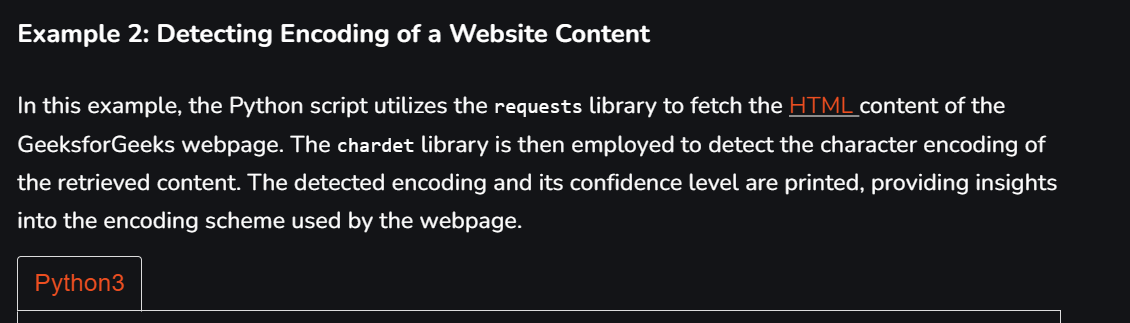 Example 2: Detecting Encoding of a Website Content
In this example, the Python script utilizes the requests library to fetch the HTML content of the
GeeksforGeeks webpage. The chardet library is then employed to detect the character encoding of
the retrieved content. The detected encoding and its confidence level are printed, providing insights
into the encoding scheme used by the webpage.
Python3